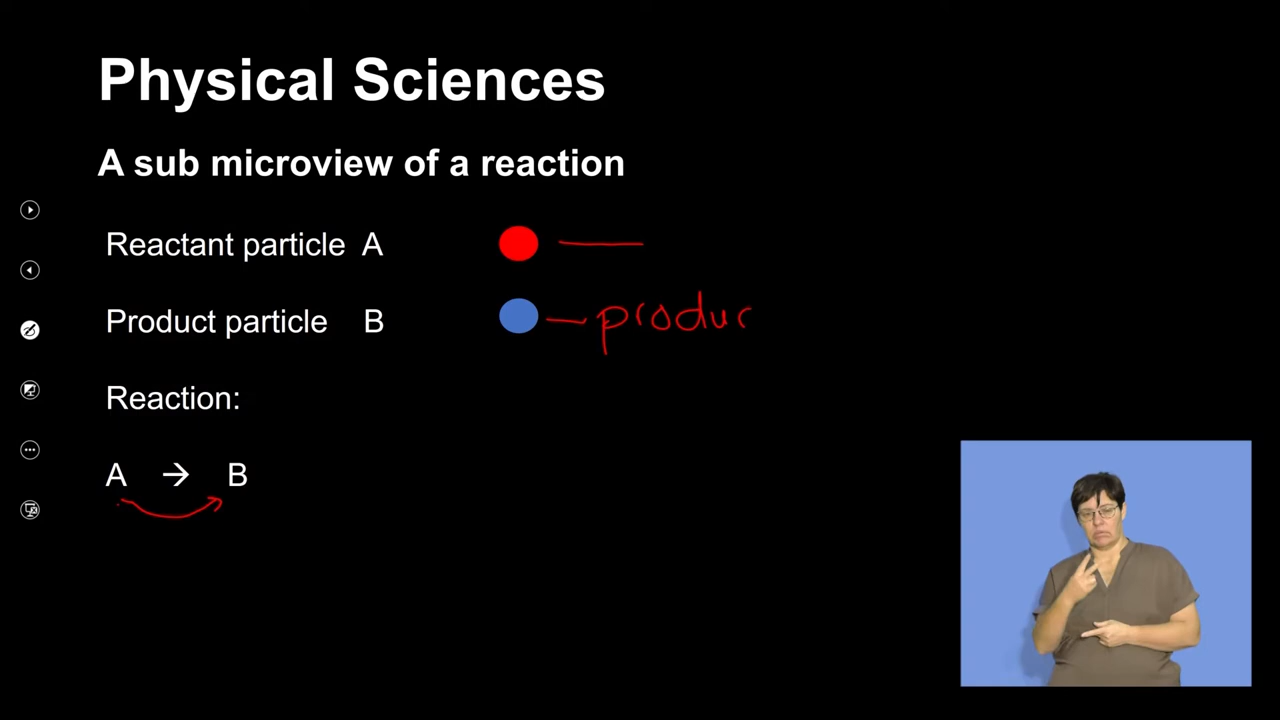 Physical Sciences
A sub microview of a reaction
Reactant particle A
Product particle B produc
Reaction:
A → B